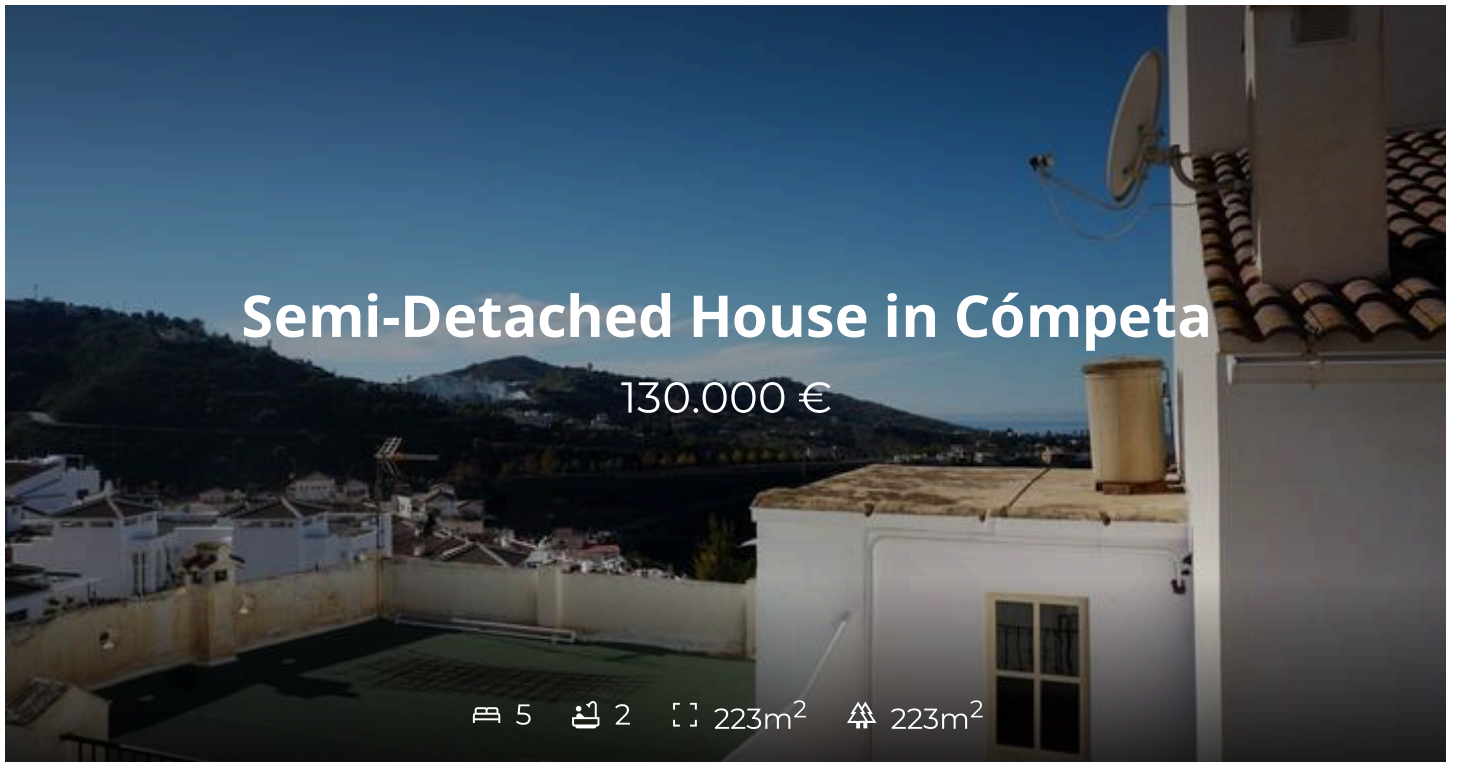 Semi-Detached House in Cómpeta
130.000 €
5 2 223m² 223m²